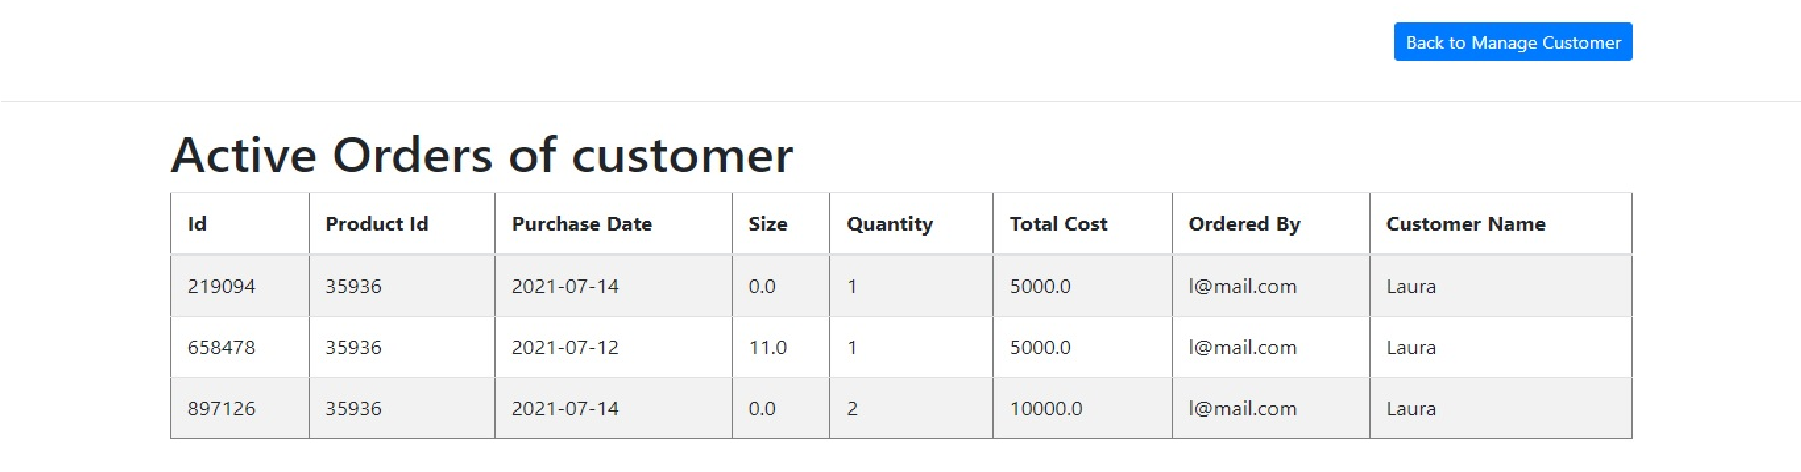 Back to Manage Customer
Active Orders of customer
Id Product Id Purchase Date Size Quantity Total Cost Ordered By Customer Name
219094 35936 2021-07-14 0.0 1 5000.0 l@mail.com Laura
658478 35936 2021-07-12 11.0 1 5000.0 l@mail.com Laura
897126 35936 2021-07-14 0.0 2 10000.0 l@mail.com Laura